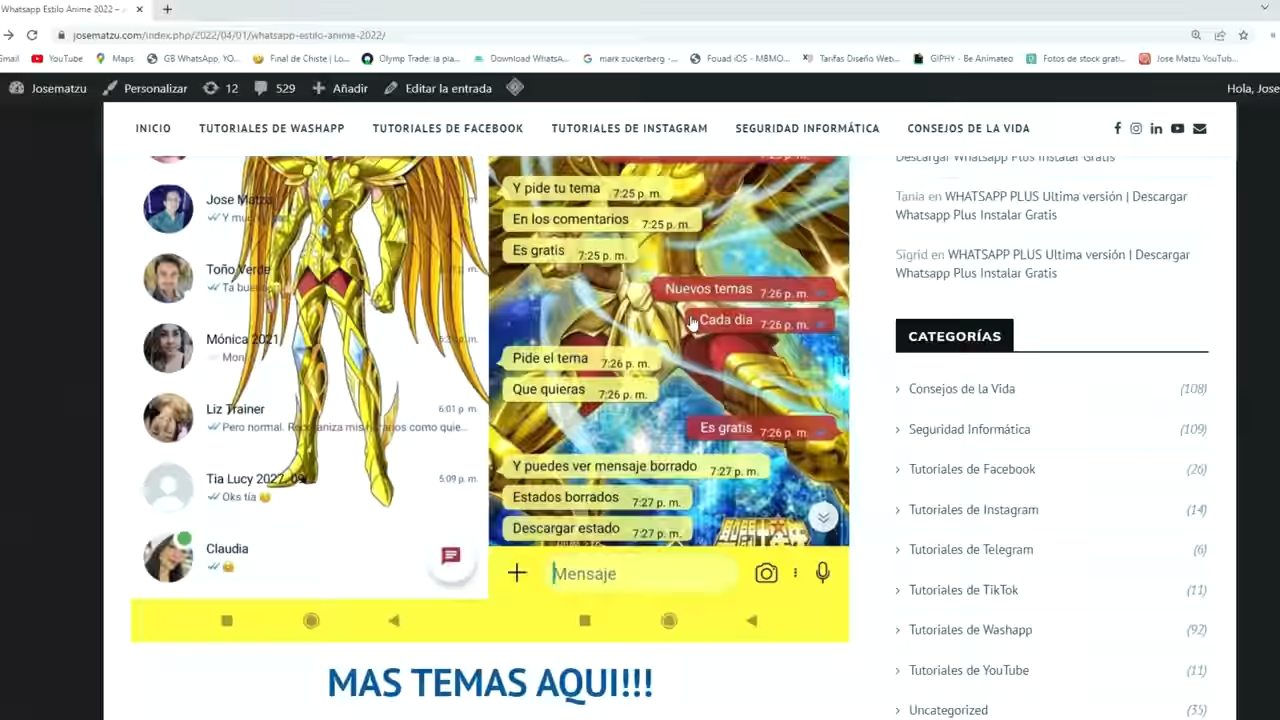 Whatsapp Estilo Anime 2022 –
josematzu.com/index.php/2022/04/01/whatsapp-estilo-anime-2022/
Gmail YouTube Maps GB WhatsApp, YO... Final de Chiste | Lo... Olymp Trade: la pla... Download WhatsA... mark zuckerberg -... Fouad iOS - MBMO... Tarifas Diseño Web... GIPHY - Be Animated Fotos de stock grati... Jose Matzu YouTub...
Josematzu Personalizar 12 529 Añadir Editar la entrada Hola, Jose
INICIO TUTORIALES DE WASHAPP TUTORIALES DE FACEBOOK TUTORIALES DE INSTAGRAM SEGURIDAD INFORMÁTICA CONSEJOS DE LA VIDA
Jose Matzu
Toño Verde
Ta bue
Mónica 2021
Monj
Liz Trainer 6:01 p. m.
Tia Lucy 2027 09 5:09 p. m.
Oks tía
Claudia
Y pide tu tema 7:25 p. m.
En los comentarios 7:25 p. m.
Es gratis 7:25 p. m.
Nuevos temas 7:26 p. m.
Cada dia 7:26 p. m.
Pide el tema 7:26 p. m.
Que quieras 7:26 p. m.
Es gratis 7:26 p. m.
Y puedes ver mensaje borrado 7:27 p. m.
Estados borrados 7:27 p. m.
Descargar estado 7:27 p. m.
Mensaje
MAS TEMAS AQUI!!!
Descargar Whatsapp Plus Instalar Gratis
Tania en WHATSAPP PLUS Ultima versión | Descargar
Whatsapp Plus Instalar Gratis
Sigrid en WHATSAPP PLUS Ultima versión | Descargar
Whatsapp Plus Instalar Gratis
CATEGORÍAS
Consejos de la Vida (108)
Seguridad Informática (109)
Tutoriales de Facebook (26)
Tutoriales de Instagram (14)
Tutoriales de Telegram (6)
Tutoriales de TikTok (11)
Tutoriales de Washapp (92)
Tutoriales de YouTube (11)
Uncategorized (35)